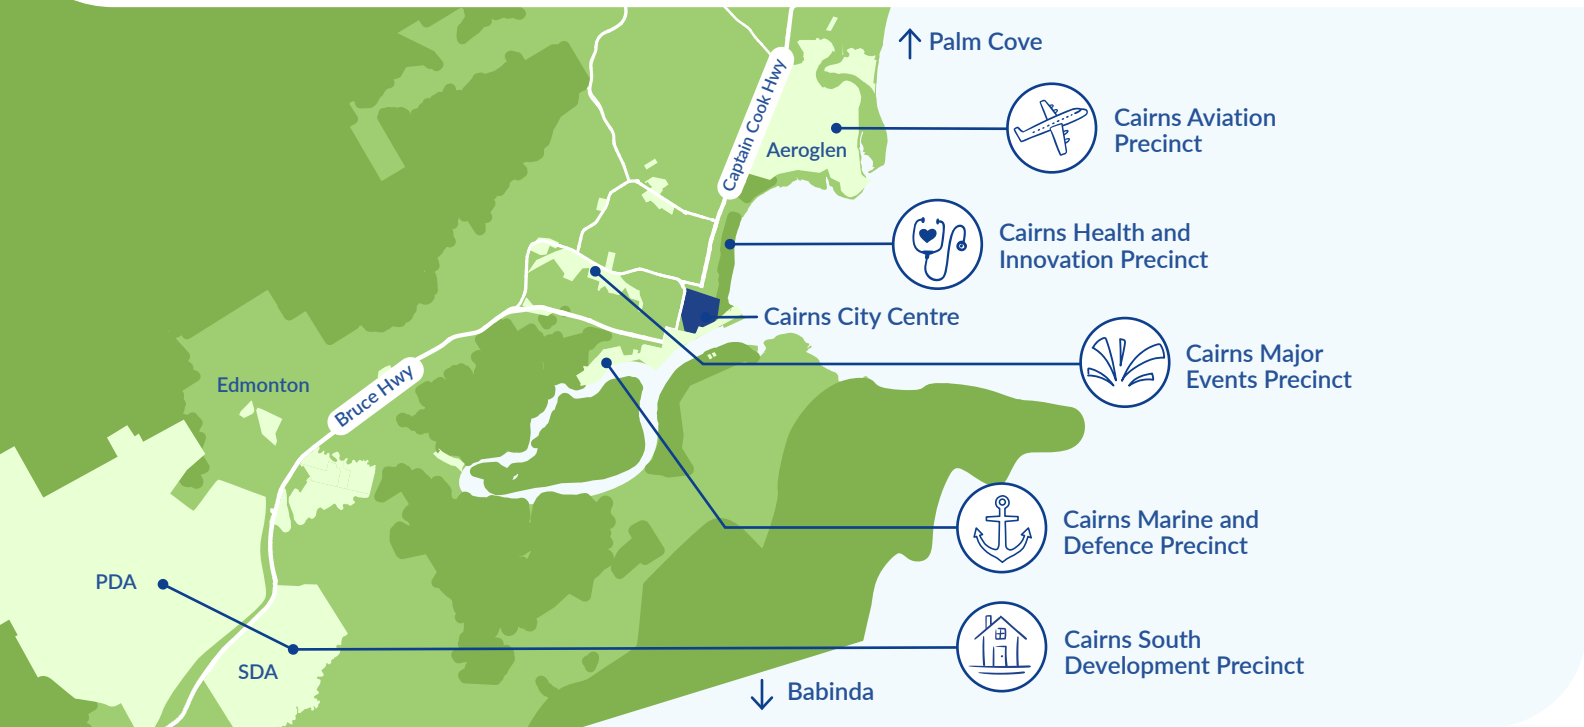 Palm Cove
Captain Cook Hwy
Cairns Aviation
Precinct
Aeroglen
Cairns Health and
Innovation Precinct
Cairns City Centre
Cairns Major
Events Precinct
Edmonton
Bruce Hwy
Cairns Marine and
Defence Precinct
PDA
Cairns South
Development Precinct
SDA
Babinda